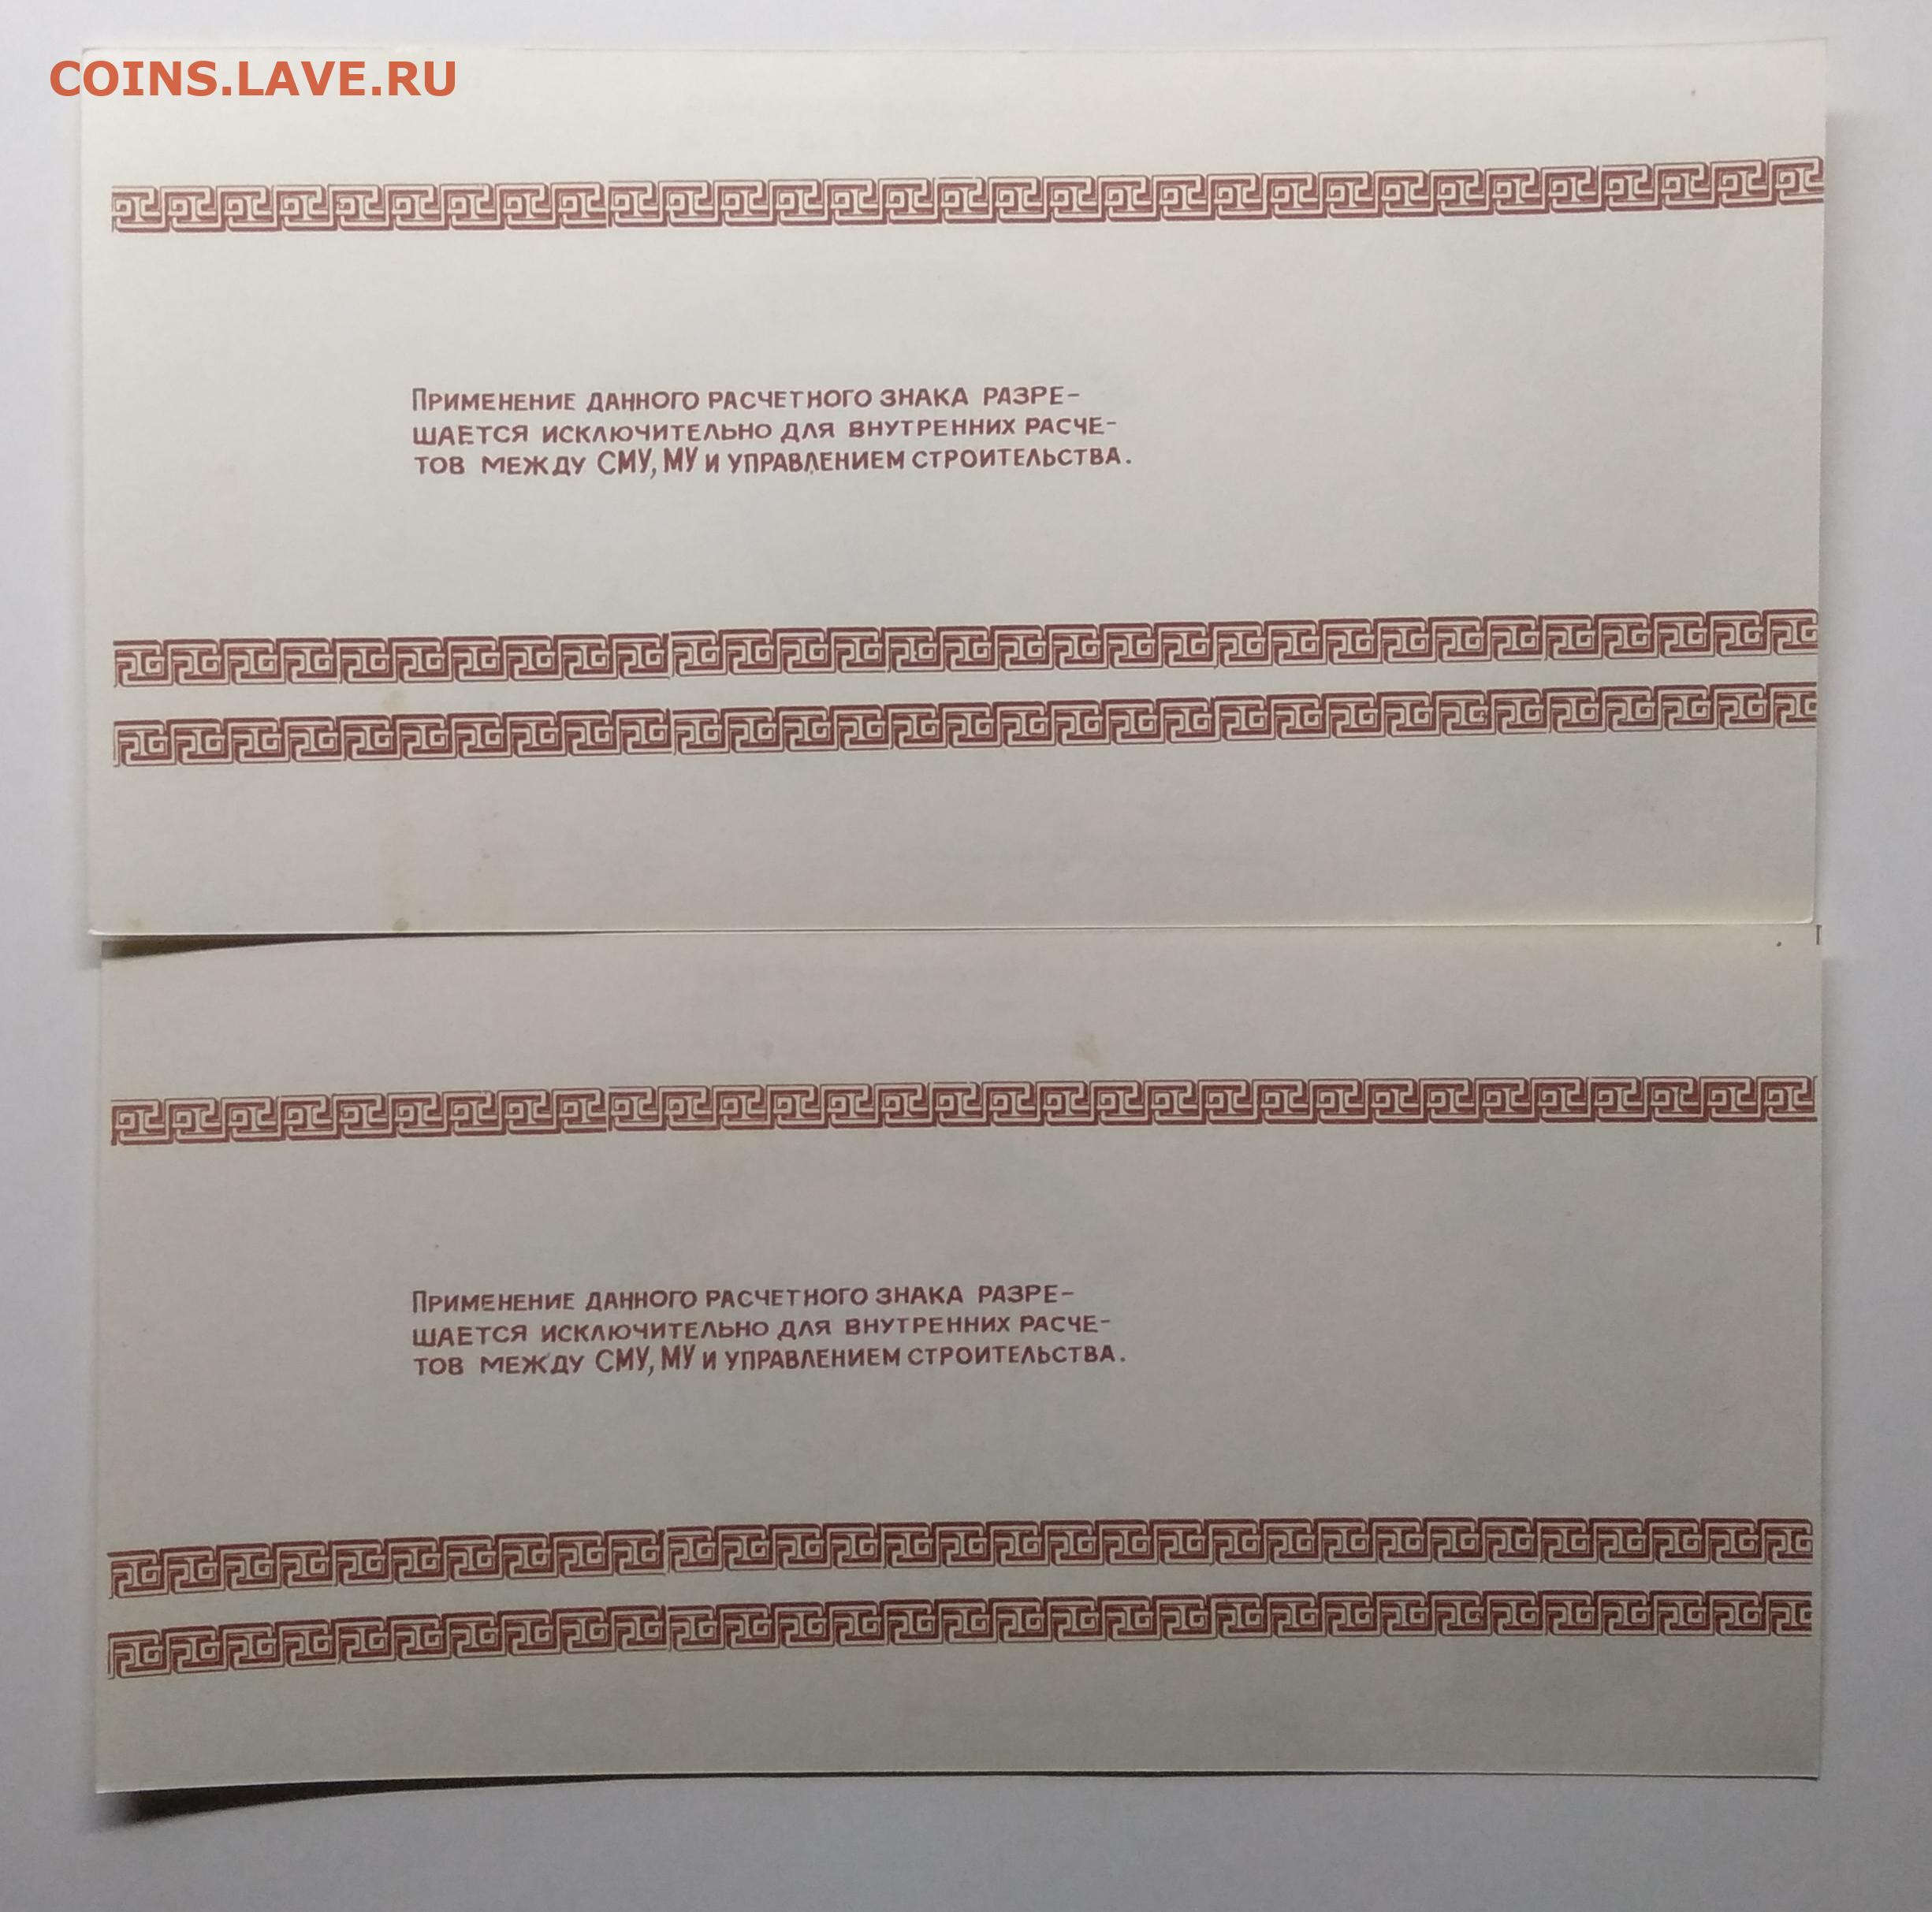 COINS.LAVE.RU
Применение данного расчетного знака разре-
шается исключительно для внутренних расче-
тов между СМУ, МУ и управлением строительства.
Применение данного расчетного знака разре-
шается исключительно для внутренних расче-
тов между СМУ, МУ и управлением строительства.